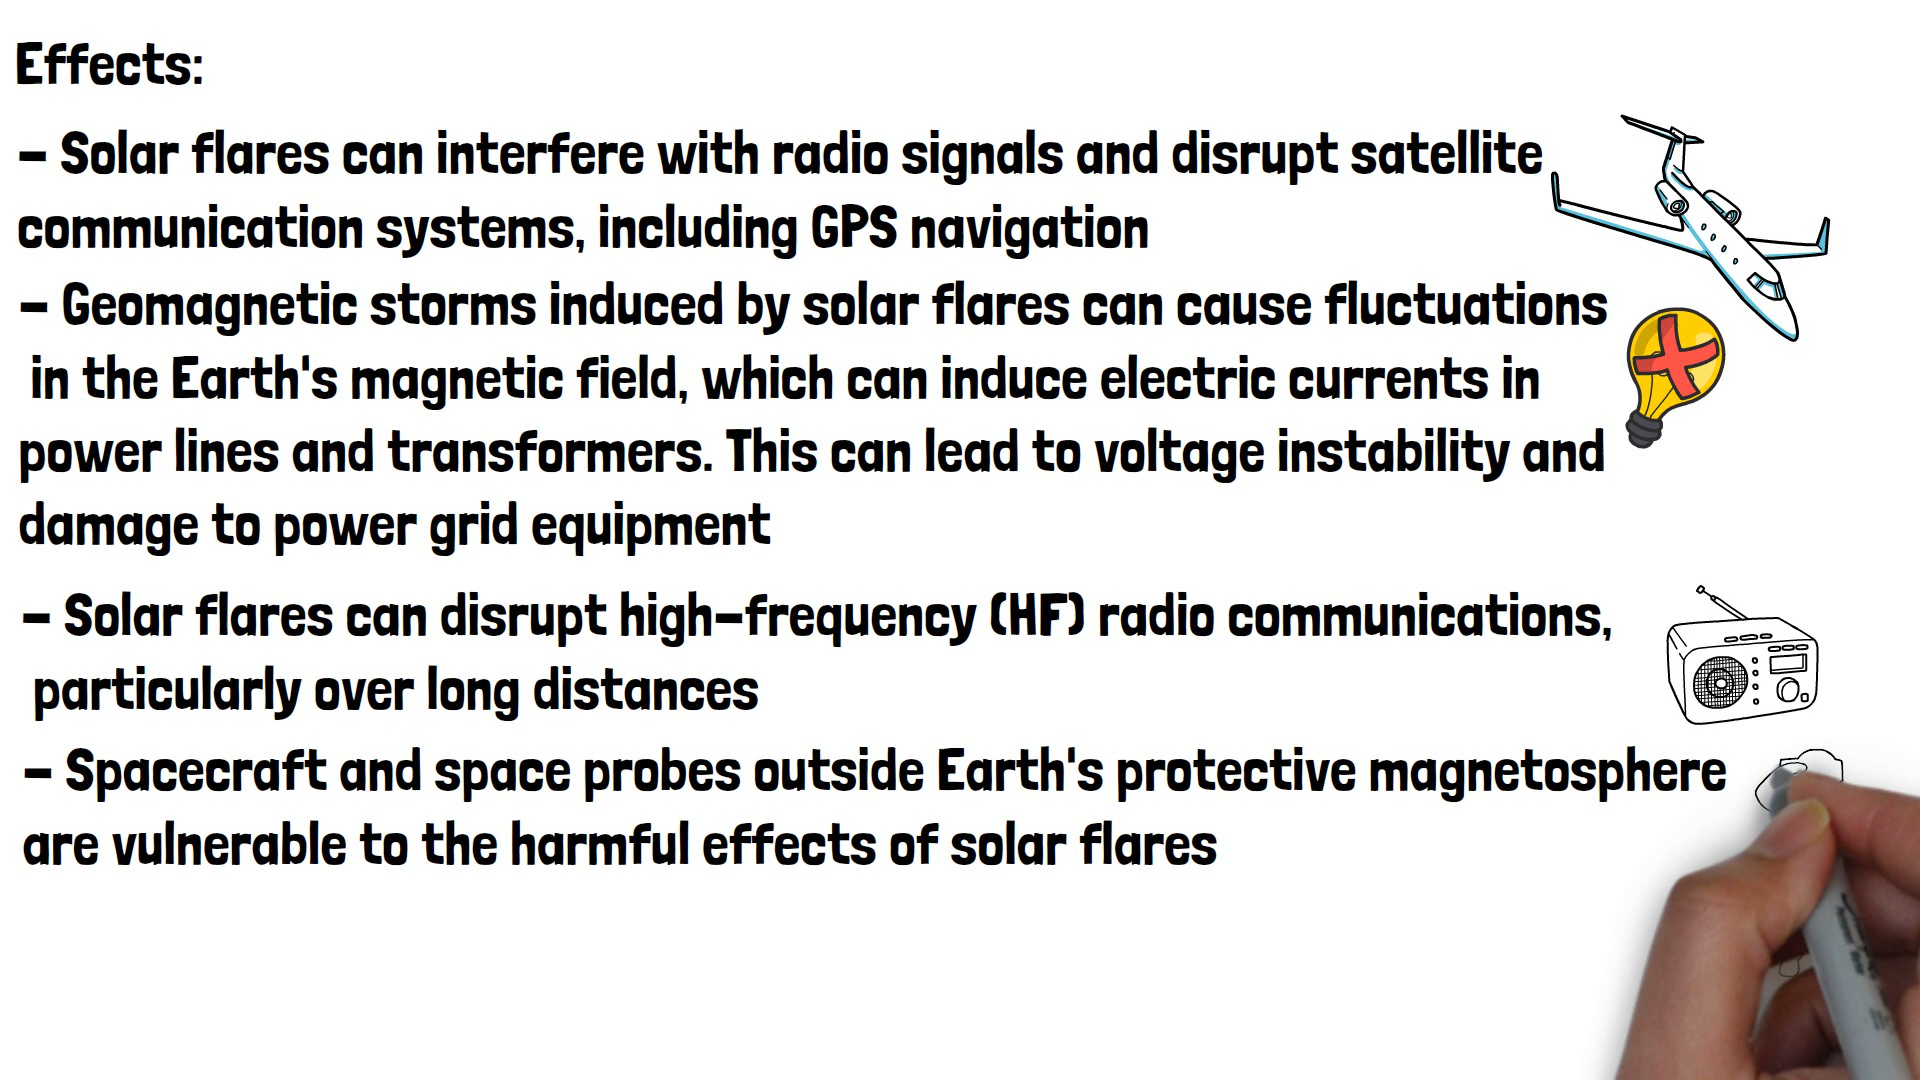 Effects:
- Solar flares can interfere with radio signals and disrupt satellite
communication systems, including GPS navigation
- Geomagnetic storms induced by solar flares can cause fluctuations
in the Earth's magnetic field, which can induce electric currents in
power lines and transformers. This can lead to voltage instability and
damage to power grid equipment
- Solar flares can disrupt high-frequency (HF) radio communications,
particularly over long distances
- Spacecraft and space probes outside Earth's protective magnetosphere
are vulnerable to the harmful effects of solar flares